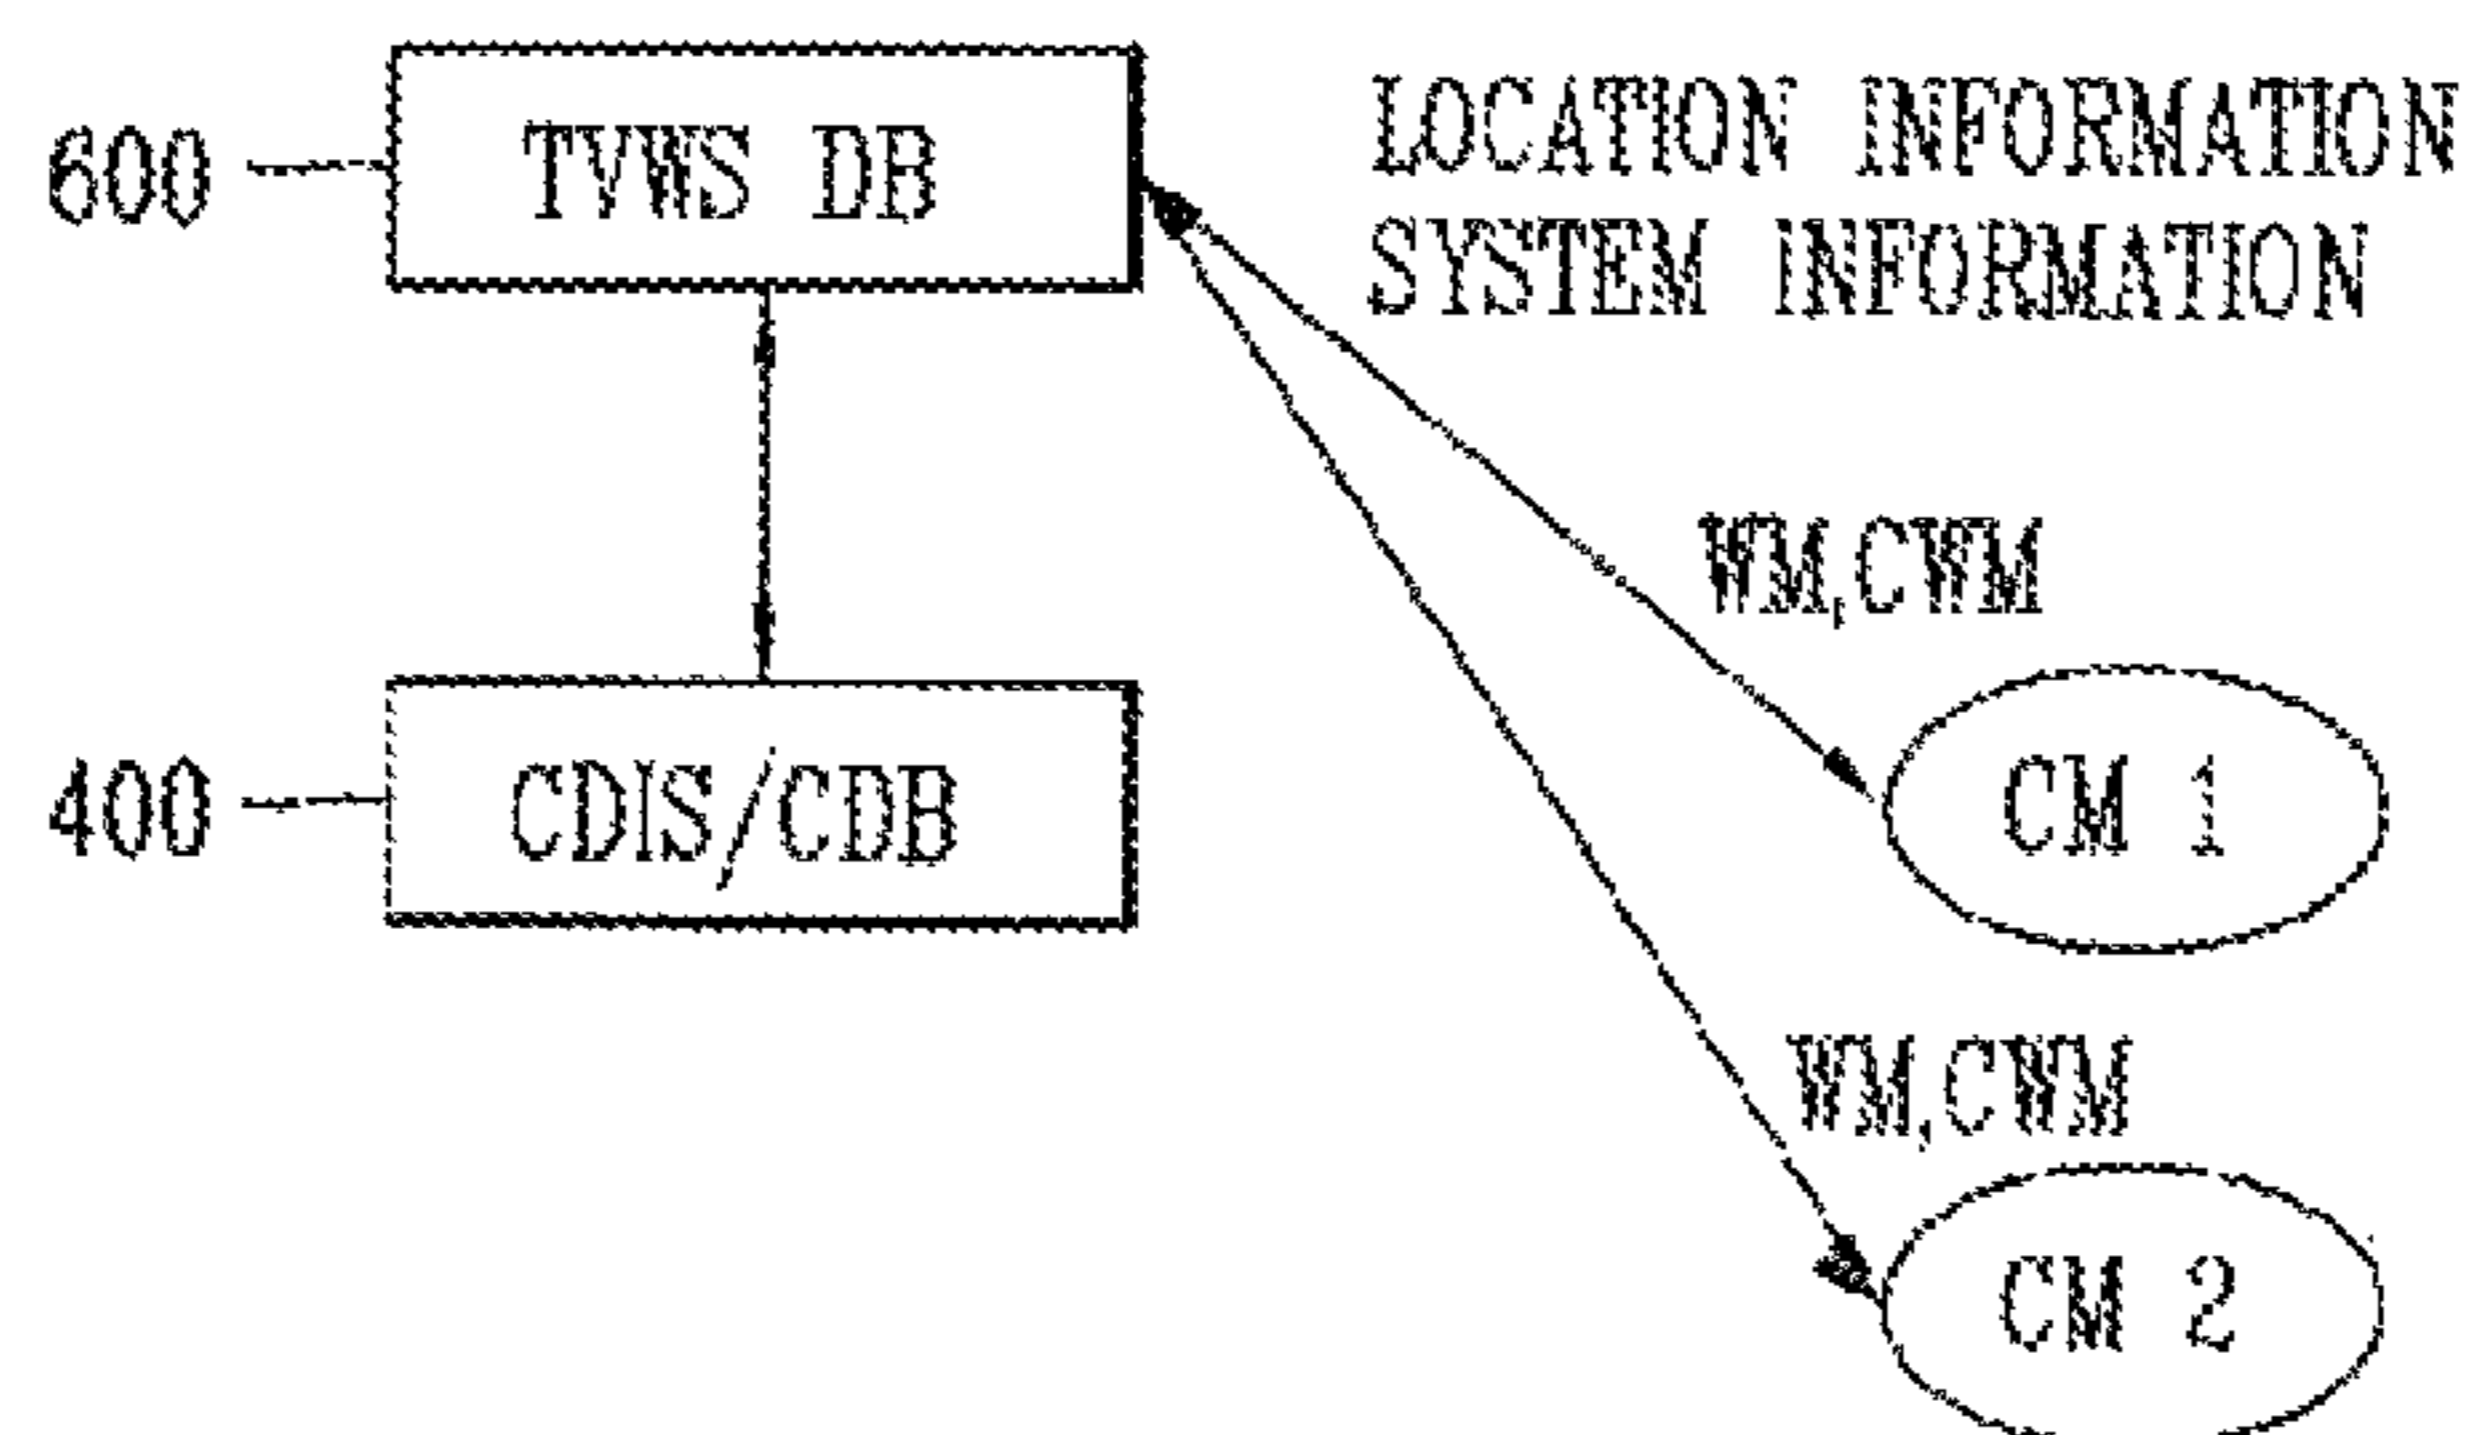 600 TVWS DB
LOCATION INFORMATION
SYSTEM INFORMATION
WM,CWM
400 CDIS/CDB
CM 1
WM,CWM
CM 2